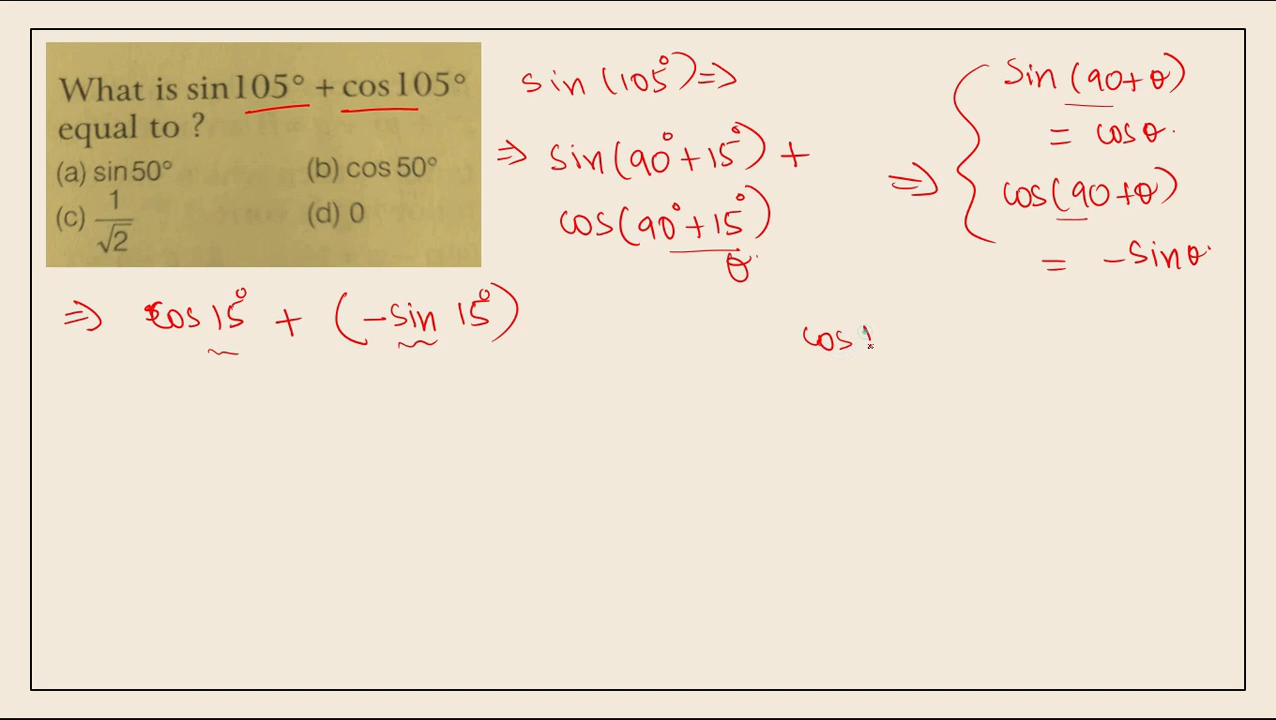 What is sin 105° + cos 105°
equal to ?
(a) sin 50° (b) cos 50°
(c) 1/√2 (d) 0
sin (105°) ⇒
⇒ sin (90° + 15°) +
cos (90° + 15°)
θ
⇒ { sin (90 + θ)
= cos θ.
cos (90 + θ)
= - sin θ.
⇒ cos 15° + (- sin 15°)
cos 1